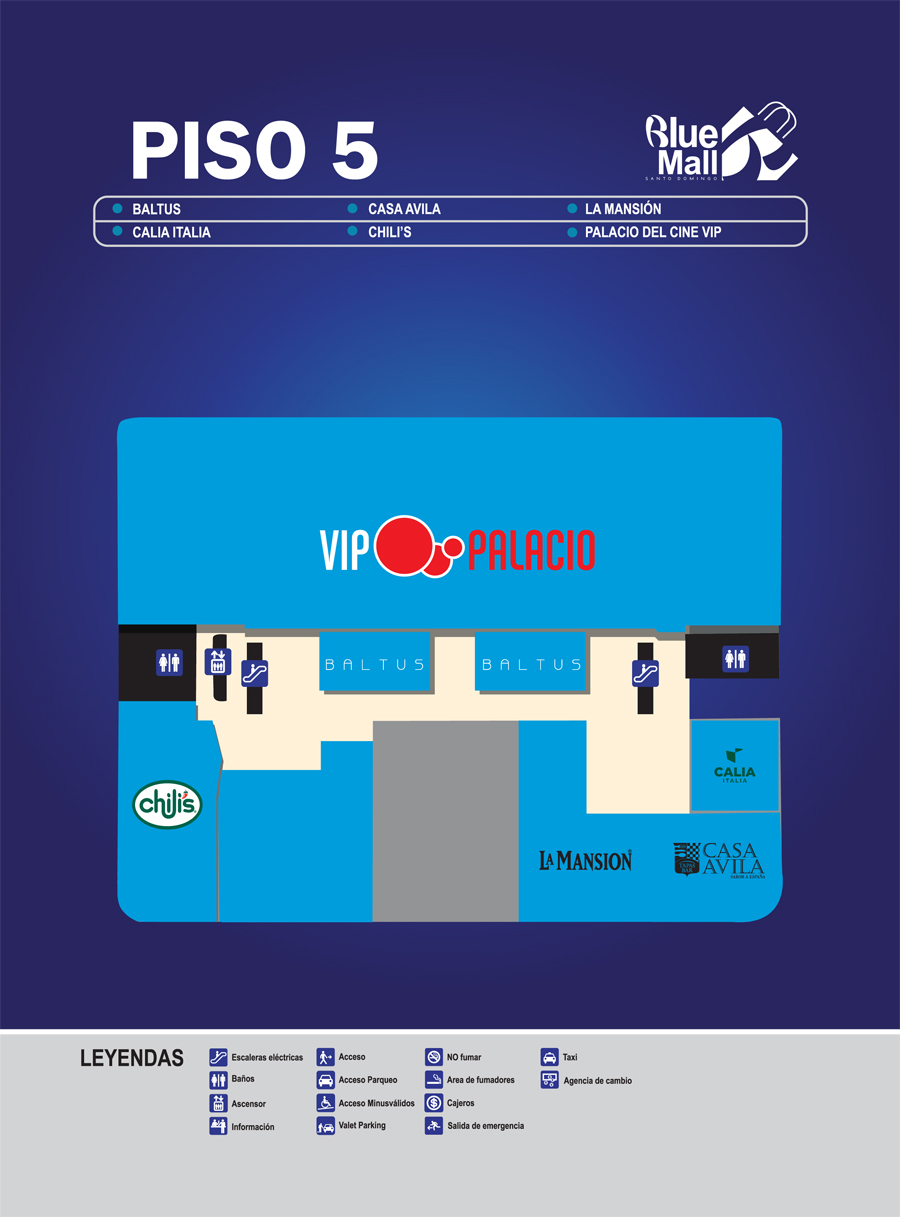 PISO 5
Blue
Mall
SANTO DOMINGO
BALTUS
CASA AVILA
LA MANSIÓN
CALIA ITALIA
CHILI'S
PALACIO DEL CINE VIP
VIP PALACIO
BALTUS
BALTUS
chili's
CALIA
ITALIA
LA MANSION
CASA
AVILA
LEYENDAS
Escaleras eléctricas
Acceso
NO fumar
Taxi
Baños
Acceso Parqueo
Area de fumadores
Agencia de cambio
Ascensor
Acceso Minusválidos
Cajeros
Información
Valet Parking
Salida de emergencia